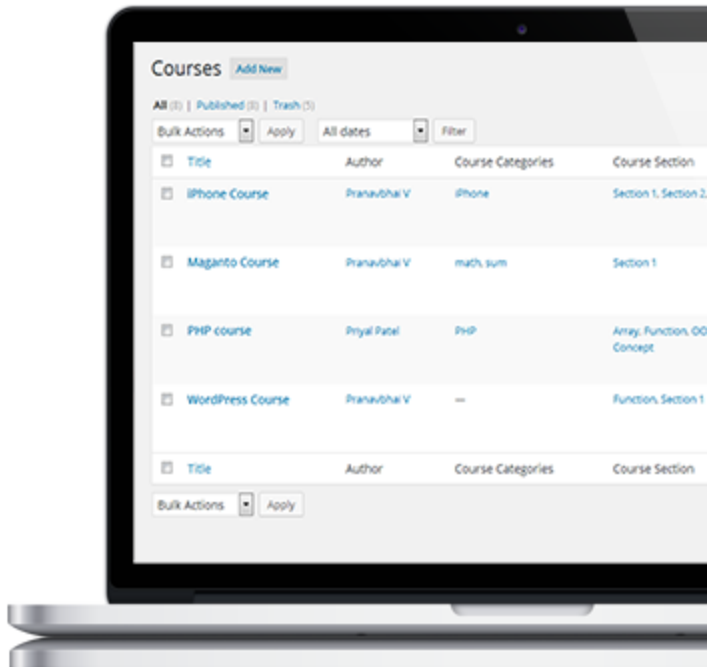 Courses Add New
All (8) | Published (8) | Trash (5)
Bulk Actions Apply All dates Filter
Title Author Course Categories Course Section
iPhone Course Pranavbhai V iPhone Section 1, Section 2,
Maganto Course Pranavbhai V math, sum Section 1
PHP course Priyal Patel PHP Array, Function, OO
Concept
WordPress Course Pranavbhai V — Function, Section 1
Title Author Course Categories Course Section
Bulk Actions Apply